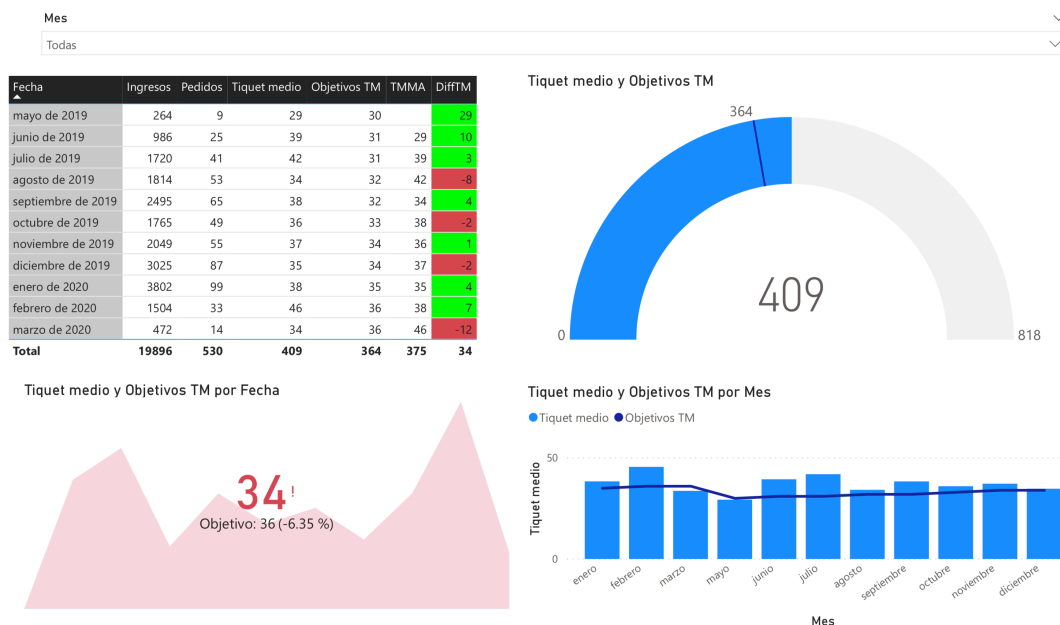 Mes
Todas
Fecha Ingresos Pedidos Tiquet medio Objetivos TM TMMA DiffTM
mayo de 2019 264 9 29 30 29
junio de 2019 986 25 39 31 29 10
julio de 2019 1720 41 42 31 39 3
agosto de 2019 1814 53 34 32 42 -8
septiembre de 2019 2495 65 38 32 34 4
octubre de 2019 1765 49 36 33 38 -2
noviembre de 2019 2049 55 37 34 36 1
diciembre de 2019 3025 87 35 34 37 -2
enero de 2020 3802 99 38 35 35 4
febrero de 2020 1504 33 46 36 38 7
marzo de 2020 472 14 34 36 46 -12
Total 19896 530 409 364 375 34
Tiquet medio y Objetivos TM
364
409
0
818
Tiquet medio y Objetivos TM por Fecha
34!
Objetivo: 36 (-6.35 %)
Tiquet medio y Objetivos TM por Mes
Tiquet medio Objetivos TM
Tiquet medio
50
0
enero
febrero
marzo
mayo
junio
julio
agosto
septiembre
octubre
noviembre
diciembre
Mes